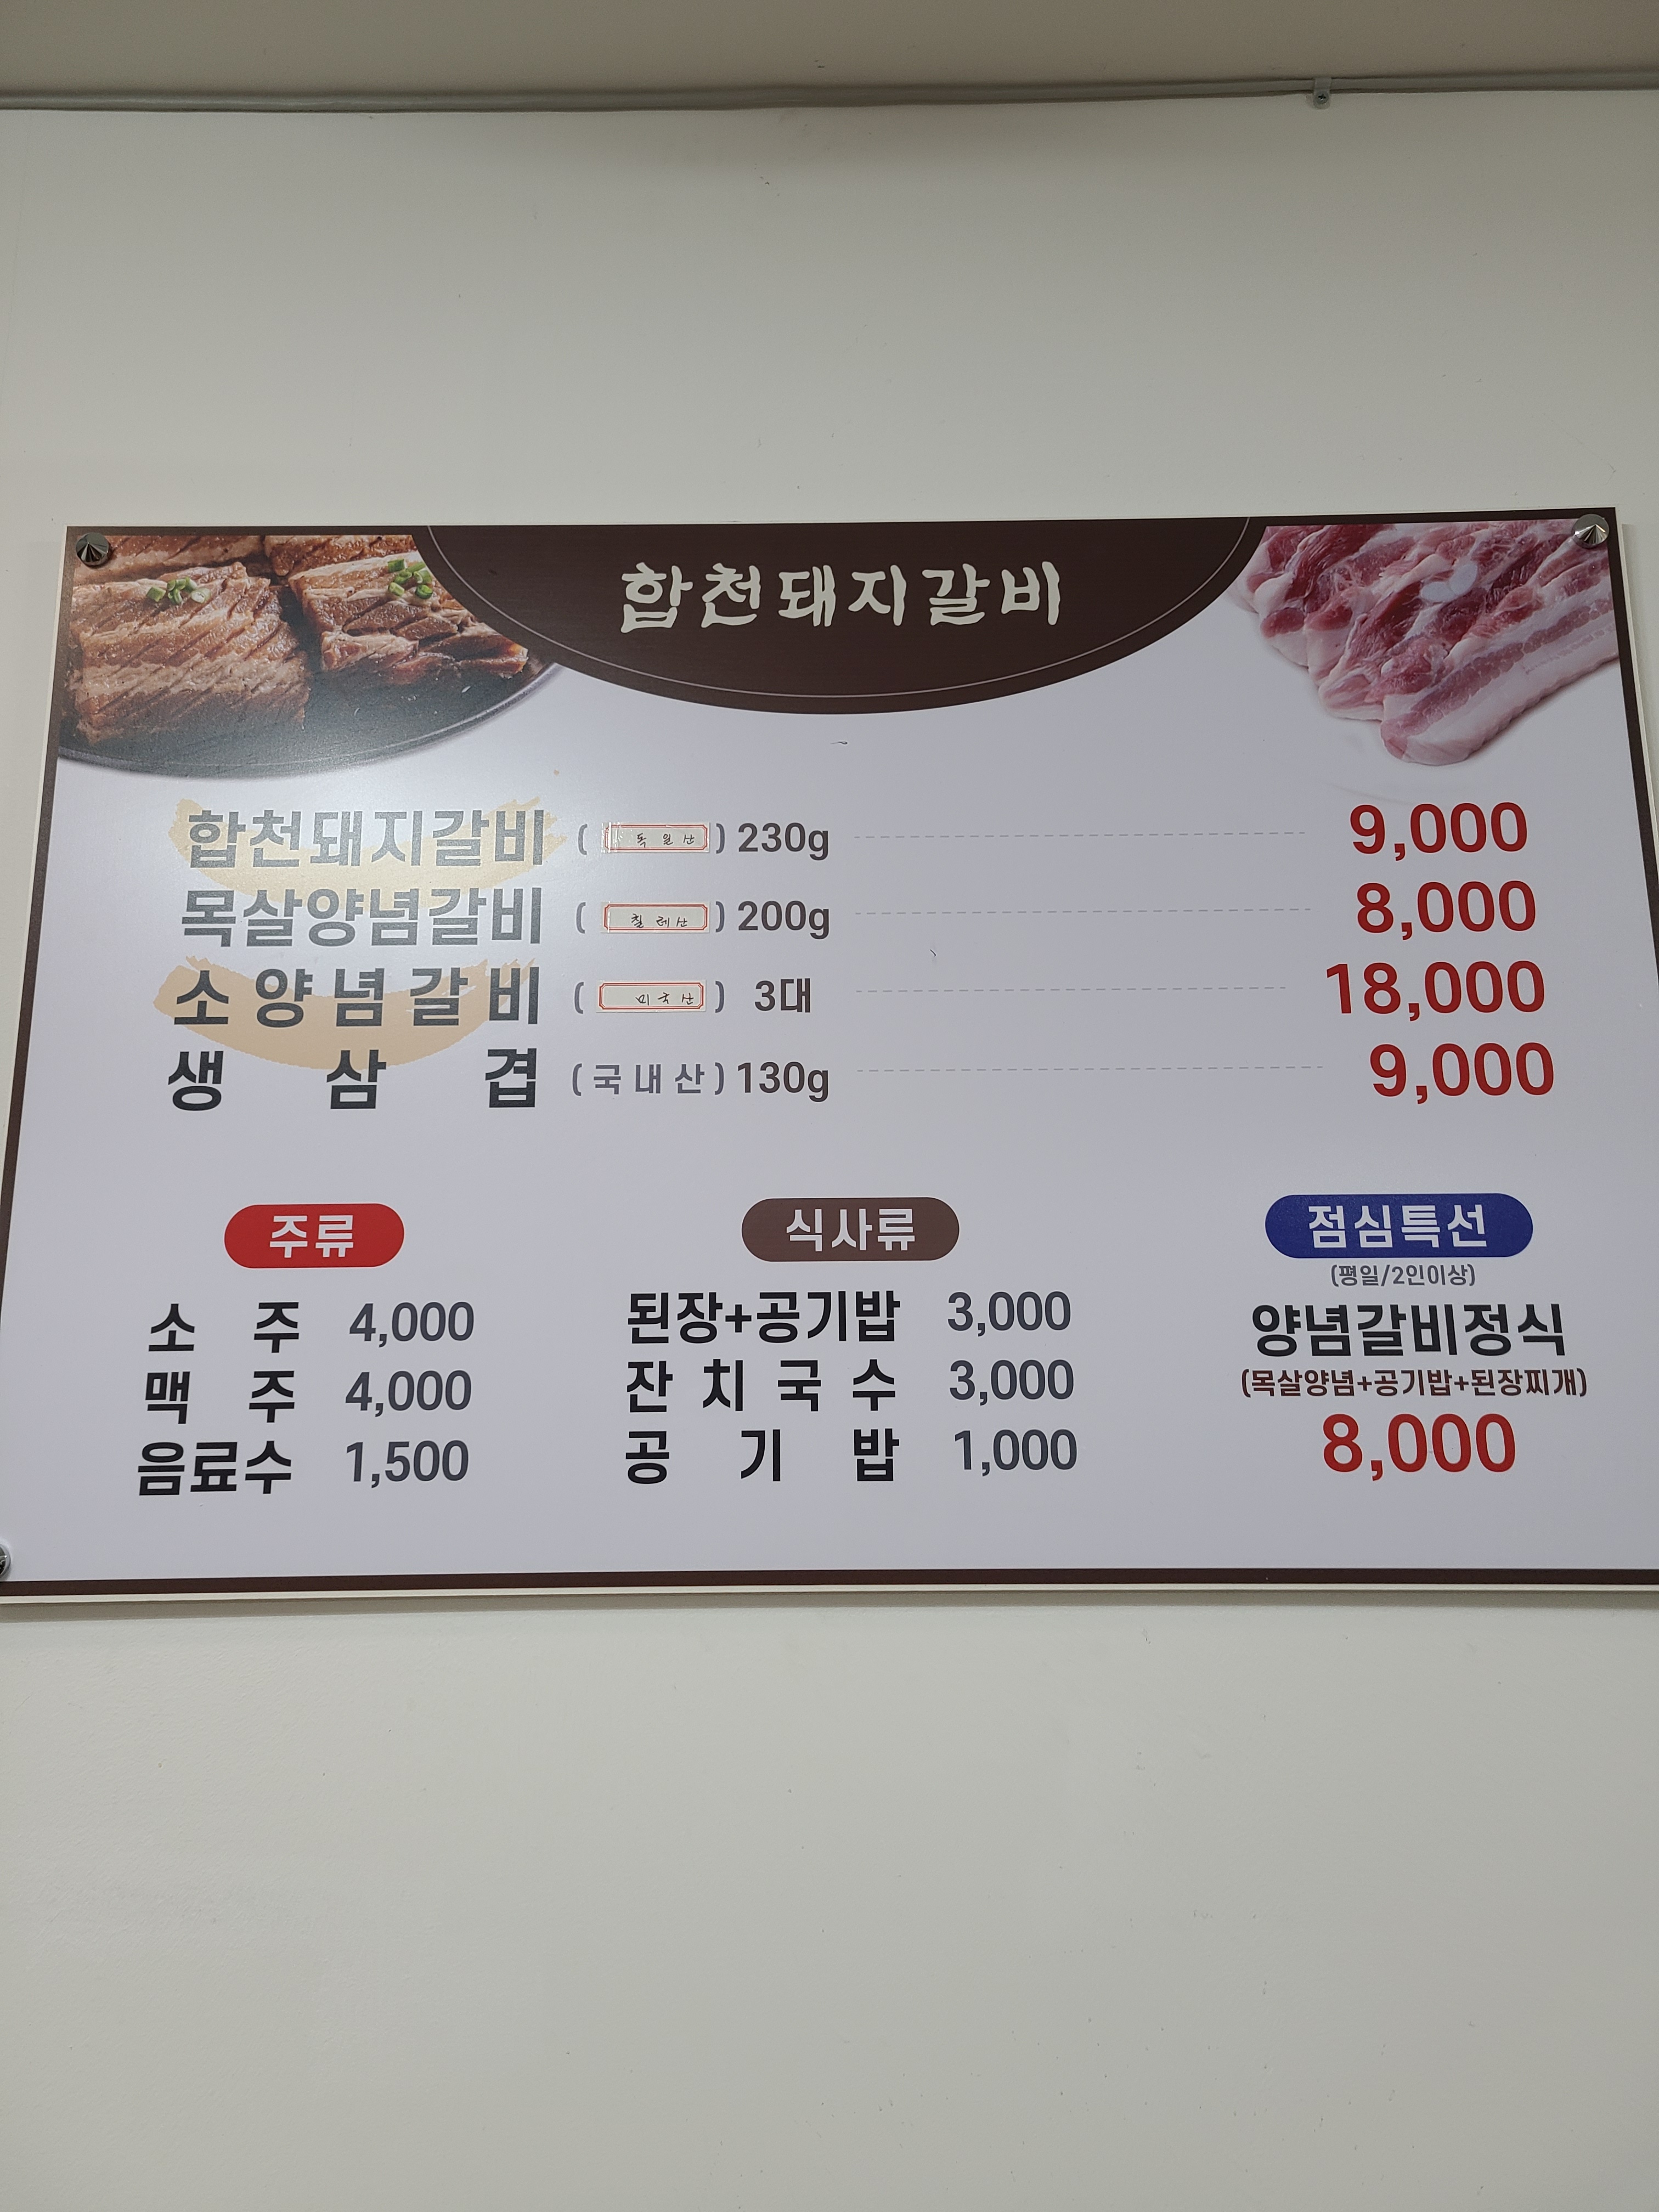 합천돼지갈비
합천돼지갈비 (독일산) 230g 9,000
목살양념갈비 (칠레산) 200g 8,000
소양념갈비 (미국산) 3대 18,000
생삼겹 (국내산) 130g 9,000
주류
소주 4,000
맥주 4,000
음료수 1,500
식사류
된장+공기밥 3,000
잔치국수 3,000
공기밥 1,000
점심특선
(평일/2인이상)
양념갈비정식
(목살양념+공기밥+된장찌개)
8,000